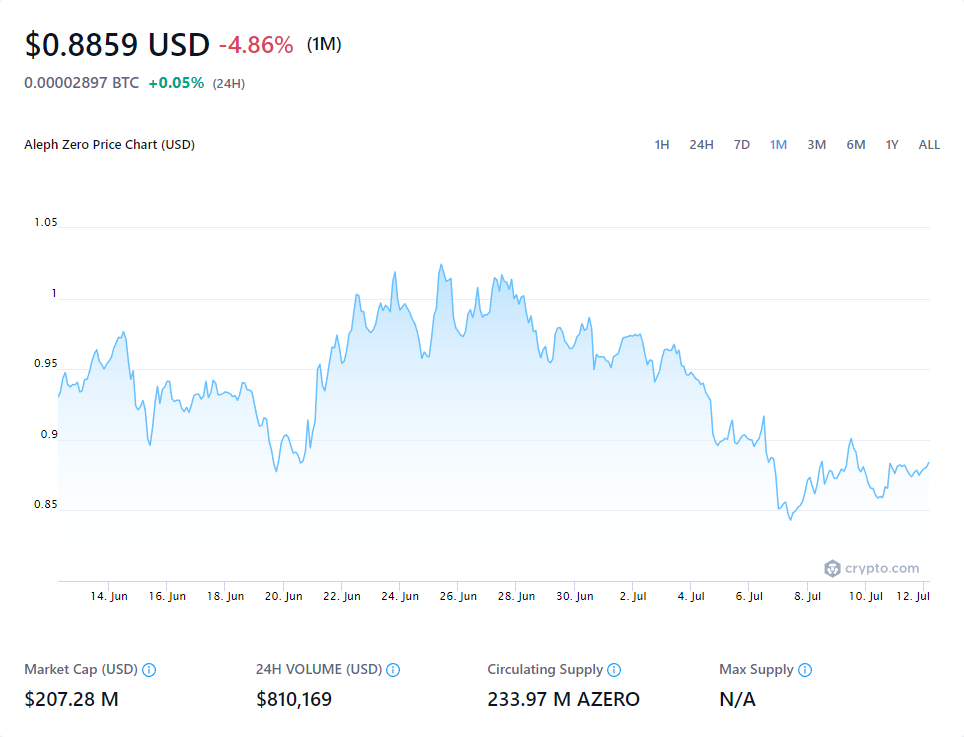 $0.8859 USD -4.86% (1M)
0.00002897 BTC +0.05% (24H)
Aleph Zero Price Chart (USD) 1H 24H 7D 1M 3M 6M 1Y ALL
1.05
1
0.95
0.9
0.85
crypto.com
14. Jun 16. Jun 18. Jun 20. Jun 22. Jun 24. Jun 26. Jun 28. Jun 30. Jun 2. Jul 4. Jul 6. Jul 8. Jul 10. Jul 12. Jul
Market Cap (USD) 24H VOLUME (USD) Circulating Supply Max Supply
$207.28 M $810,169 233.97 M AZERO N/A